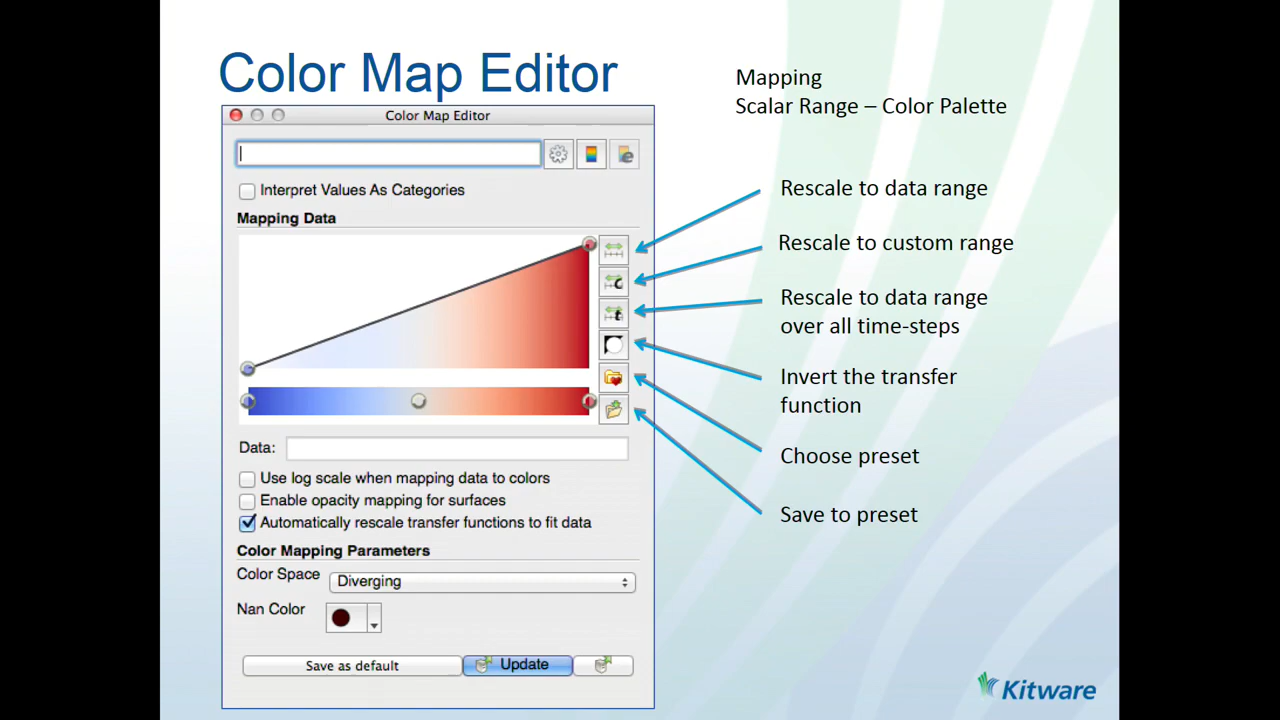 Color Map Editor
Mapping
Scalar Range – Color Palette
Color Map Editor
Interpret Values As Categories
Mapping Data
Rescale to data range
Rescale to custom range
Rescale to data range
over all time-steps
Invert the transfer
function
Choose preset
Save to preset
c
t
e
Data:
Use log scale when mapping data to colors
Enable opacity mapping for surfaces
Automatically rescale transfer functions to fit data
Color Mapping Parameters
Color Space
Diverging
Nan Color
Save as default
Update
Kitware